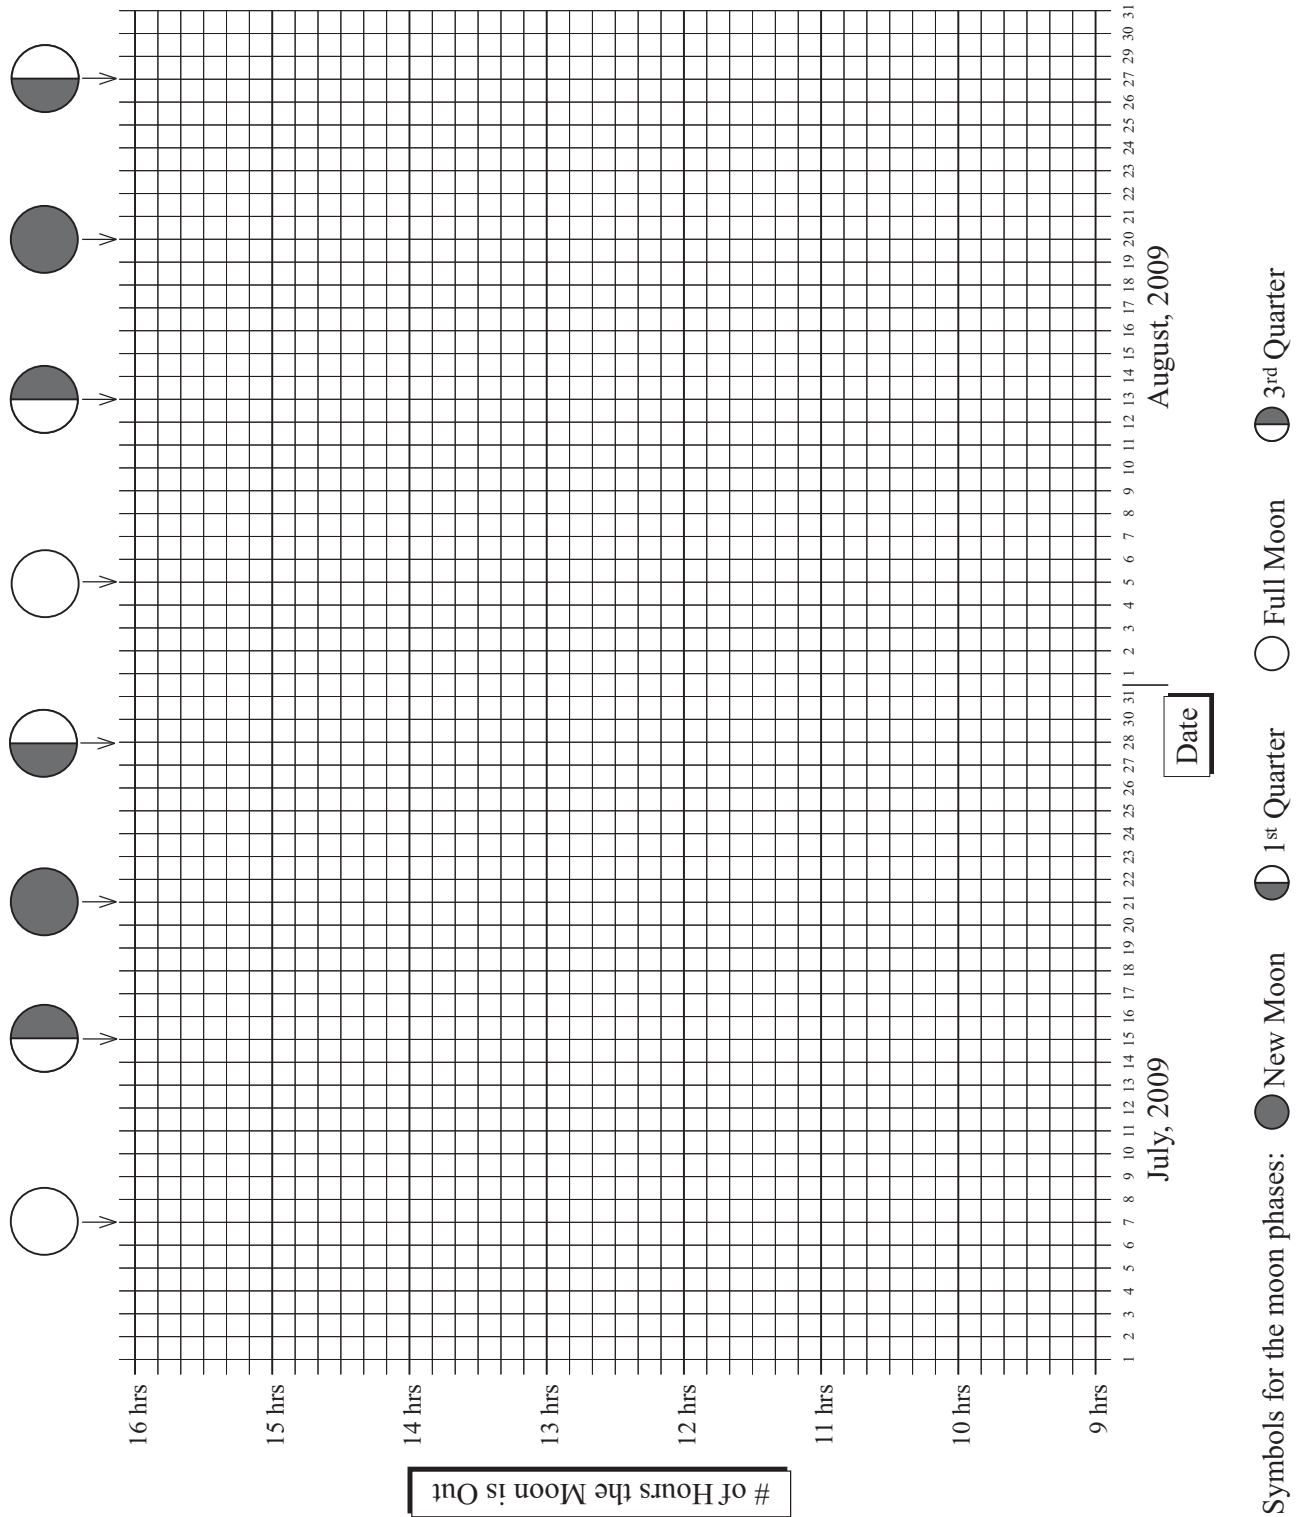 # of Hours the Moon is Out
16 hrs
15 hrs
14 hrs
13 hrs
12 hrs
11 hrs
10 hrs
9 hrs
1 2 3 4 5 6 7 8 9 10 11 12 13 14 15 16 17 18 19 20 21 22 23 24 25 26 27 28 30 31 1 2 3 4 5 6 7 8 9 10 11 12 13 14 15 16 17 18 19 20 21 22 23 24 25 26 27 29 30 31
July, 2009
August, 2009
Date
Symbols for the moon phases: New Moon 1st Quarter Full Moon 3rd Quarter